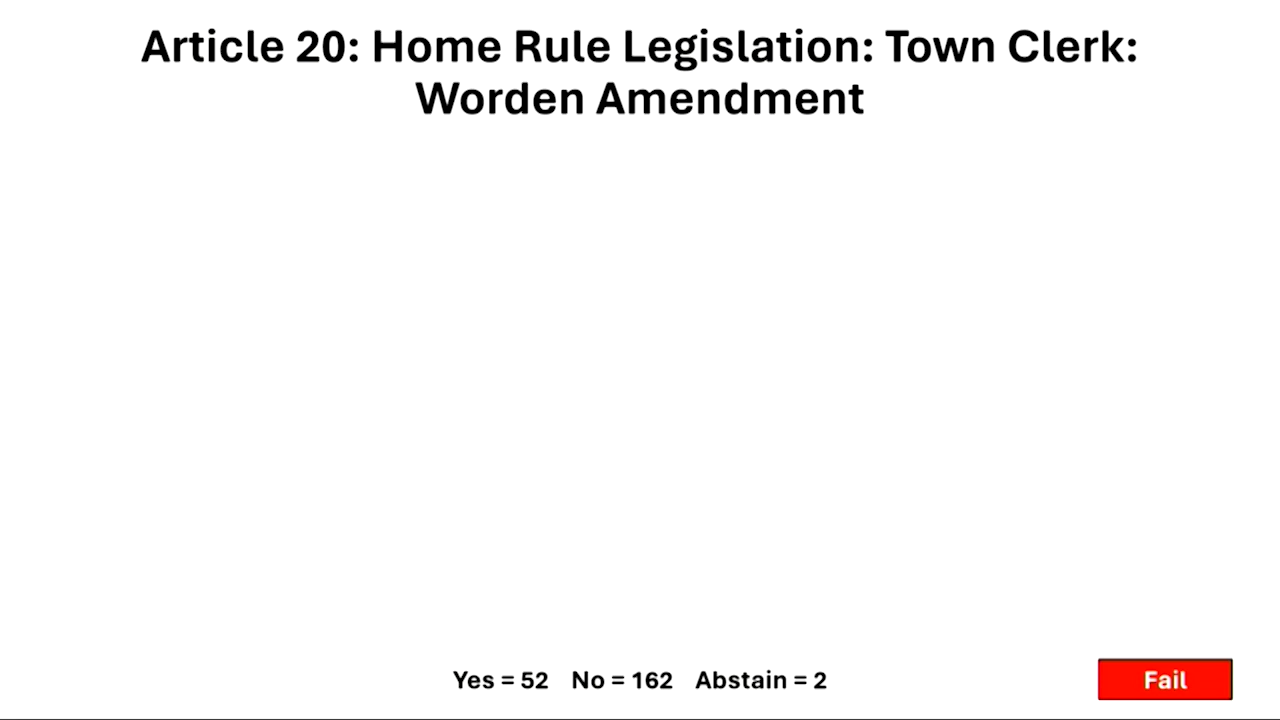 Article 20: Home Rule Legislation: Town Clerk:
Worden Amendment
Yes = 52 No = 162 Abstain = 2
Fail